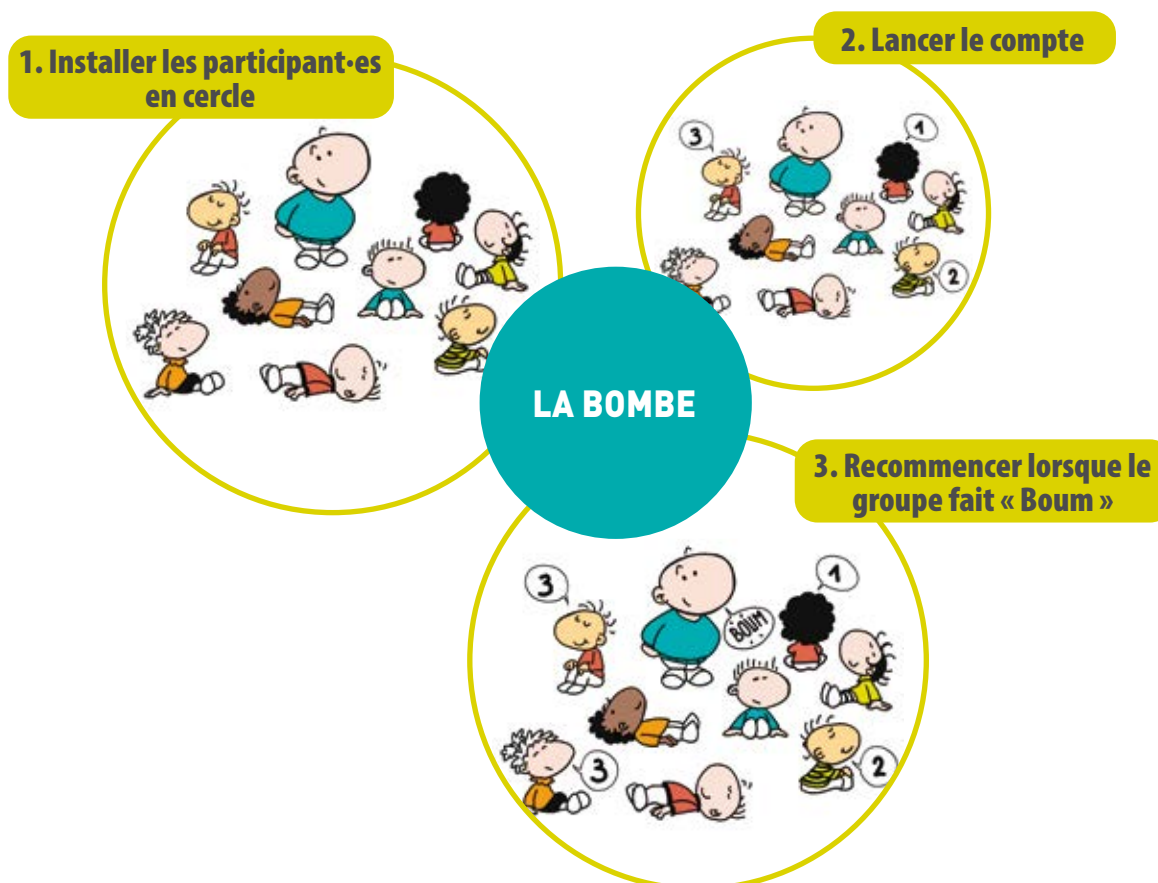 1. Installer les participant·es
en cercle
2. Lancer le compte
3
1
2
LA BOMBE
3. Recommencer lorsque le
groupe fait « Boum »
3
1
BOUM
3
2